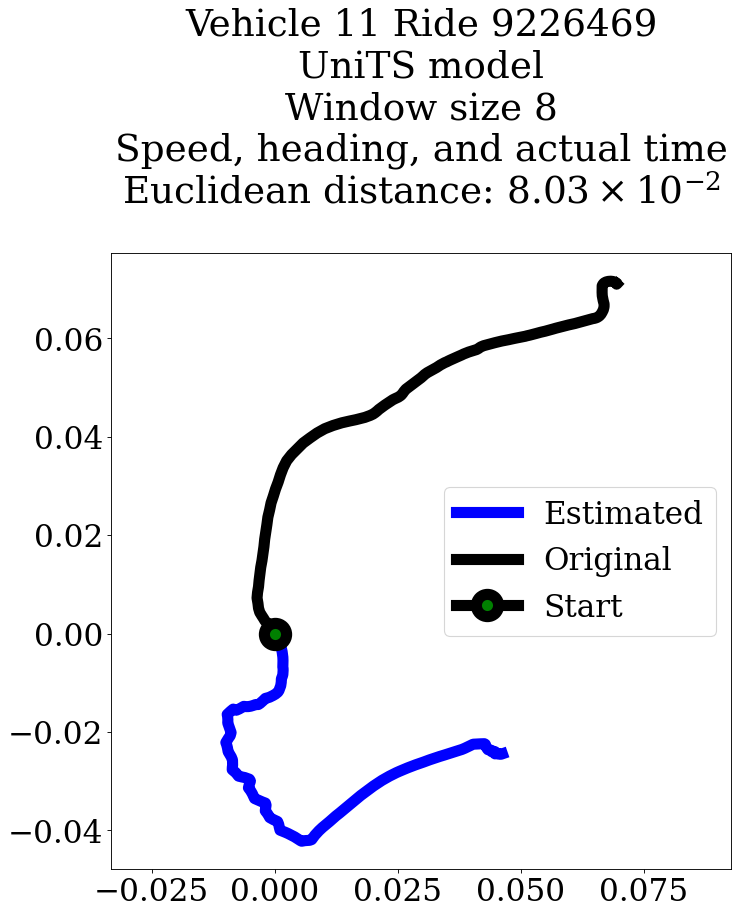 Vehicle 11 Ride 9226469
UniTS model
Window size 8
Speed, heading, and actual time
Euclidean distance: 8.03 × 10⁻²
0.06
0.04
0.02
0.00
−0.02
−0.04
Estimated
Original
Start
−0.025 0.000 0.025 0.050 0.075